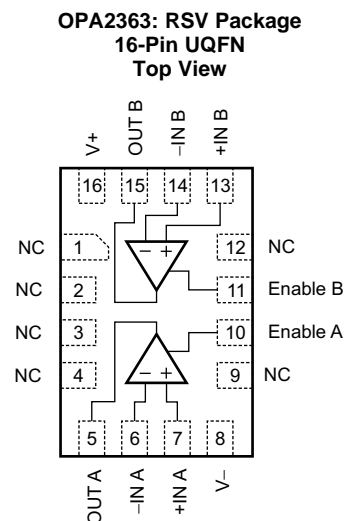 OPA2363: RSV Package
16-Pin UQFN
Top View
V+
OUT B
−IN B
+IN B
16
15
14
13
NC
1
− +
12
NC
NC
2
11
Enable B
NC
3
10
Enable A
NC
4
− +
9
NC
5
6
7
8
OUT A
−IN A
+IN A
V−